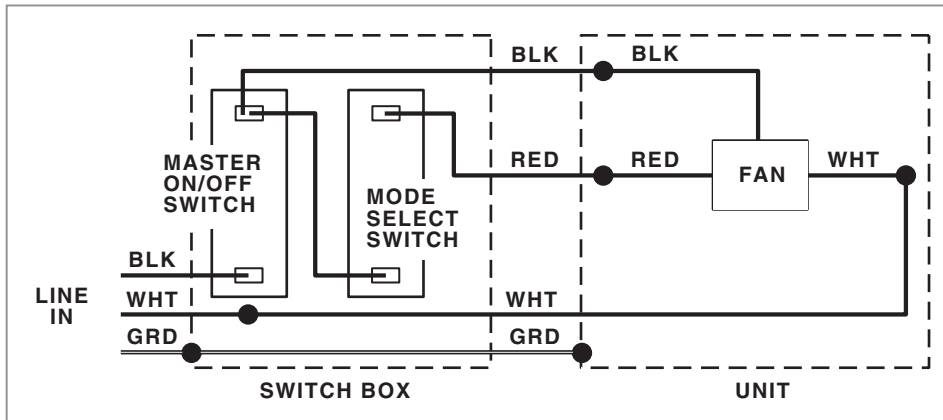 BLK
BLK
MASTER
ON/OFF
SWITCH
MODE
SELECT
SWITCH
RED
RED
FAN
WHT
LINE
IN
BLK
WHT
WHT
GRD
GRD
SWITCH BOX
UNIT